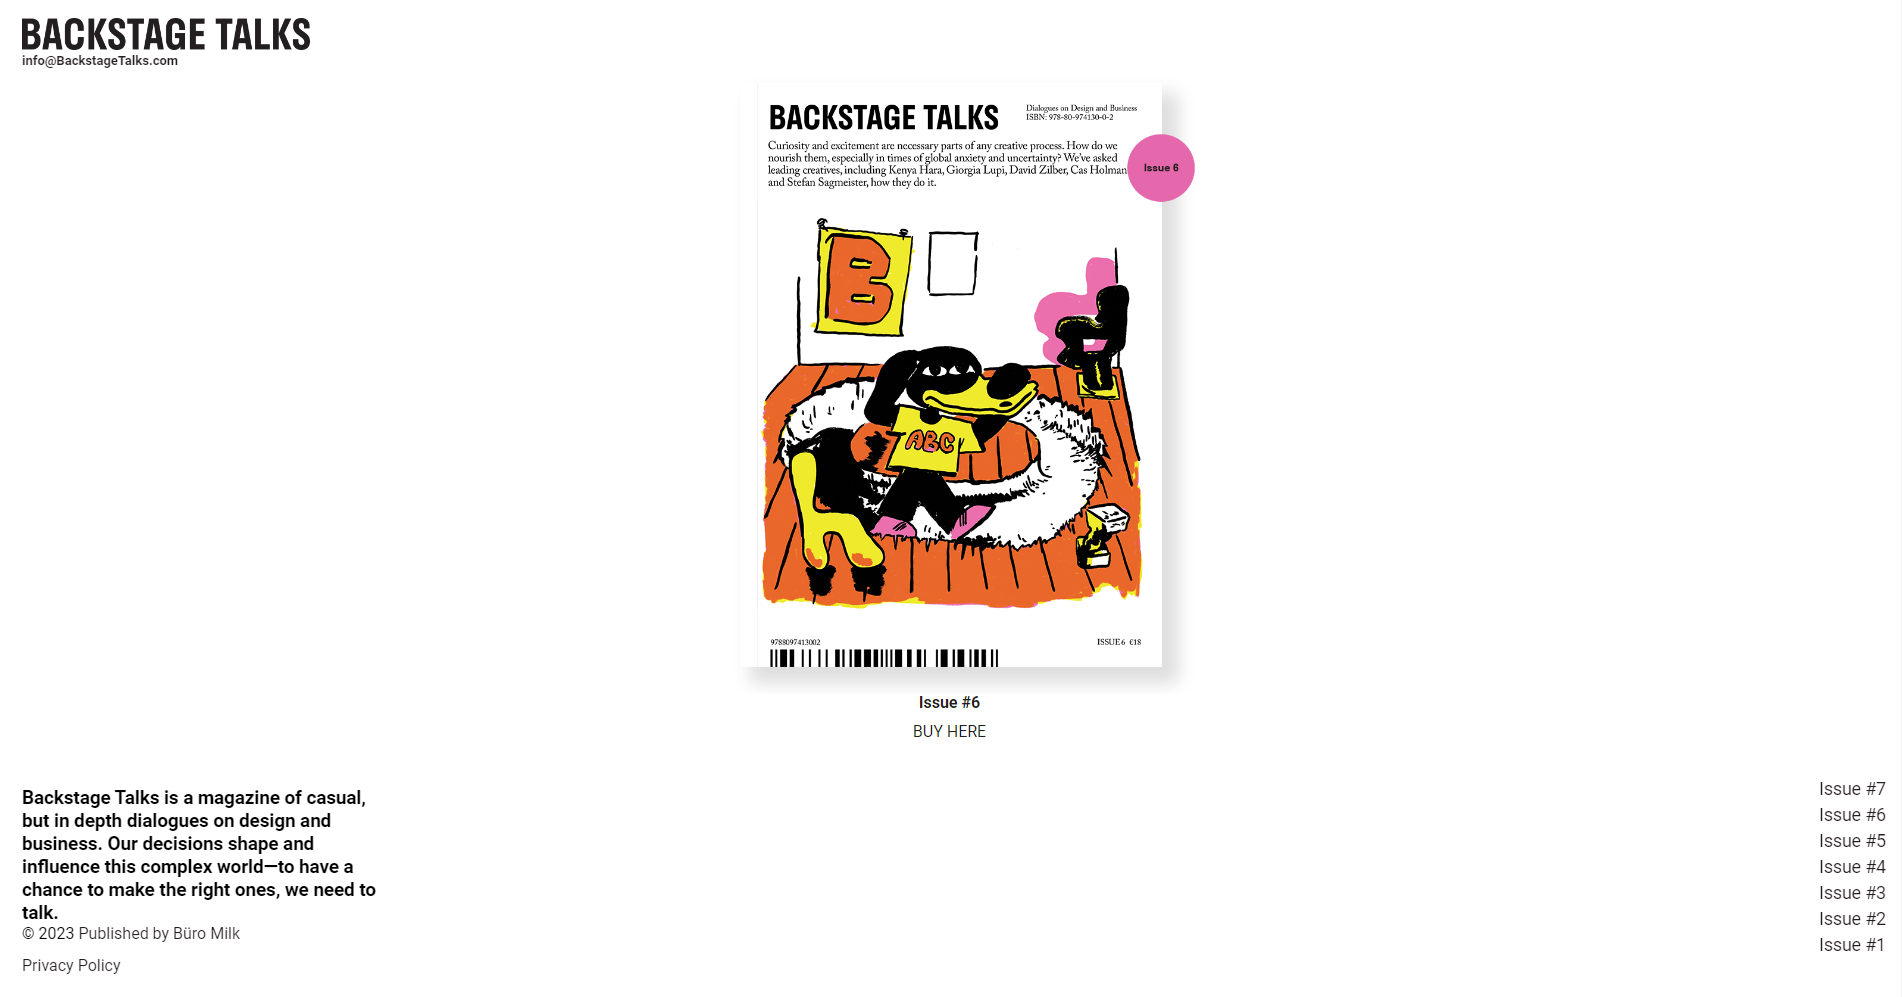 BACKSTAGE TALKS
info@BackstageTalks.com
BACKSTAGE TALKS
Dialogues on Design and Business
ISBN: 978-80-974130-0-2
Curiosity and excitement are necessary parts of any creative process. How do we
nourish them, especially in times of global anxiety and uncertainty? We've asked
leading creatives, including Kenya Hara, Giorgia Lupi, David Zilber, Cas Holman
and Stefan Sagmeister, how they do it.
Issue 6
B
ABC
9788097413002
ISSUE 6 €18
Issue #6
BUY HERE
Backstage Talks is a magazine of casual,
but in depth dialogues on design and
business. Our decisions shape and
influence this complex world—to have a
chance to make the right ones, we need to
talk.
© 2023 Published by Büro Milk
Privacy Policy
Issue #7
Issue #6
Issue #5
Issue #4
Issue #3
Issue #2
Issue #1